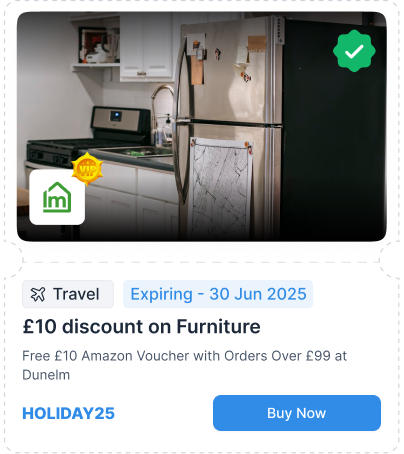 VIP
m
Travel
Expiring - 30 Jun 2025
£10 discount on Furniture
Free £10 Amazon Voucher with Orders Over £99 at
Dunelm
HOLIDAY25
Buy Now